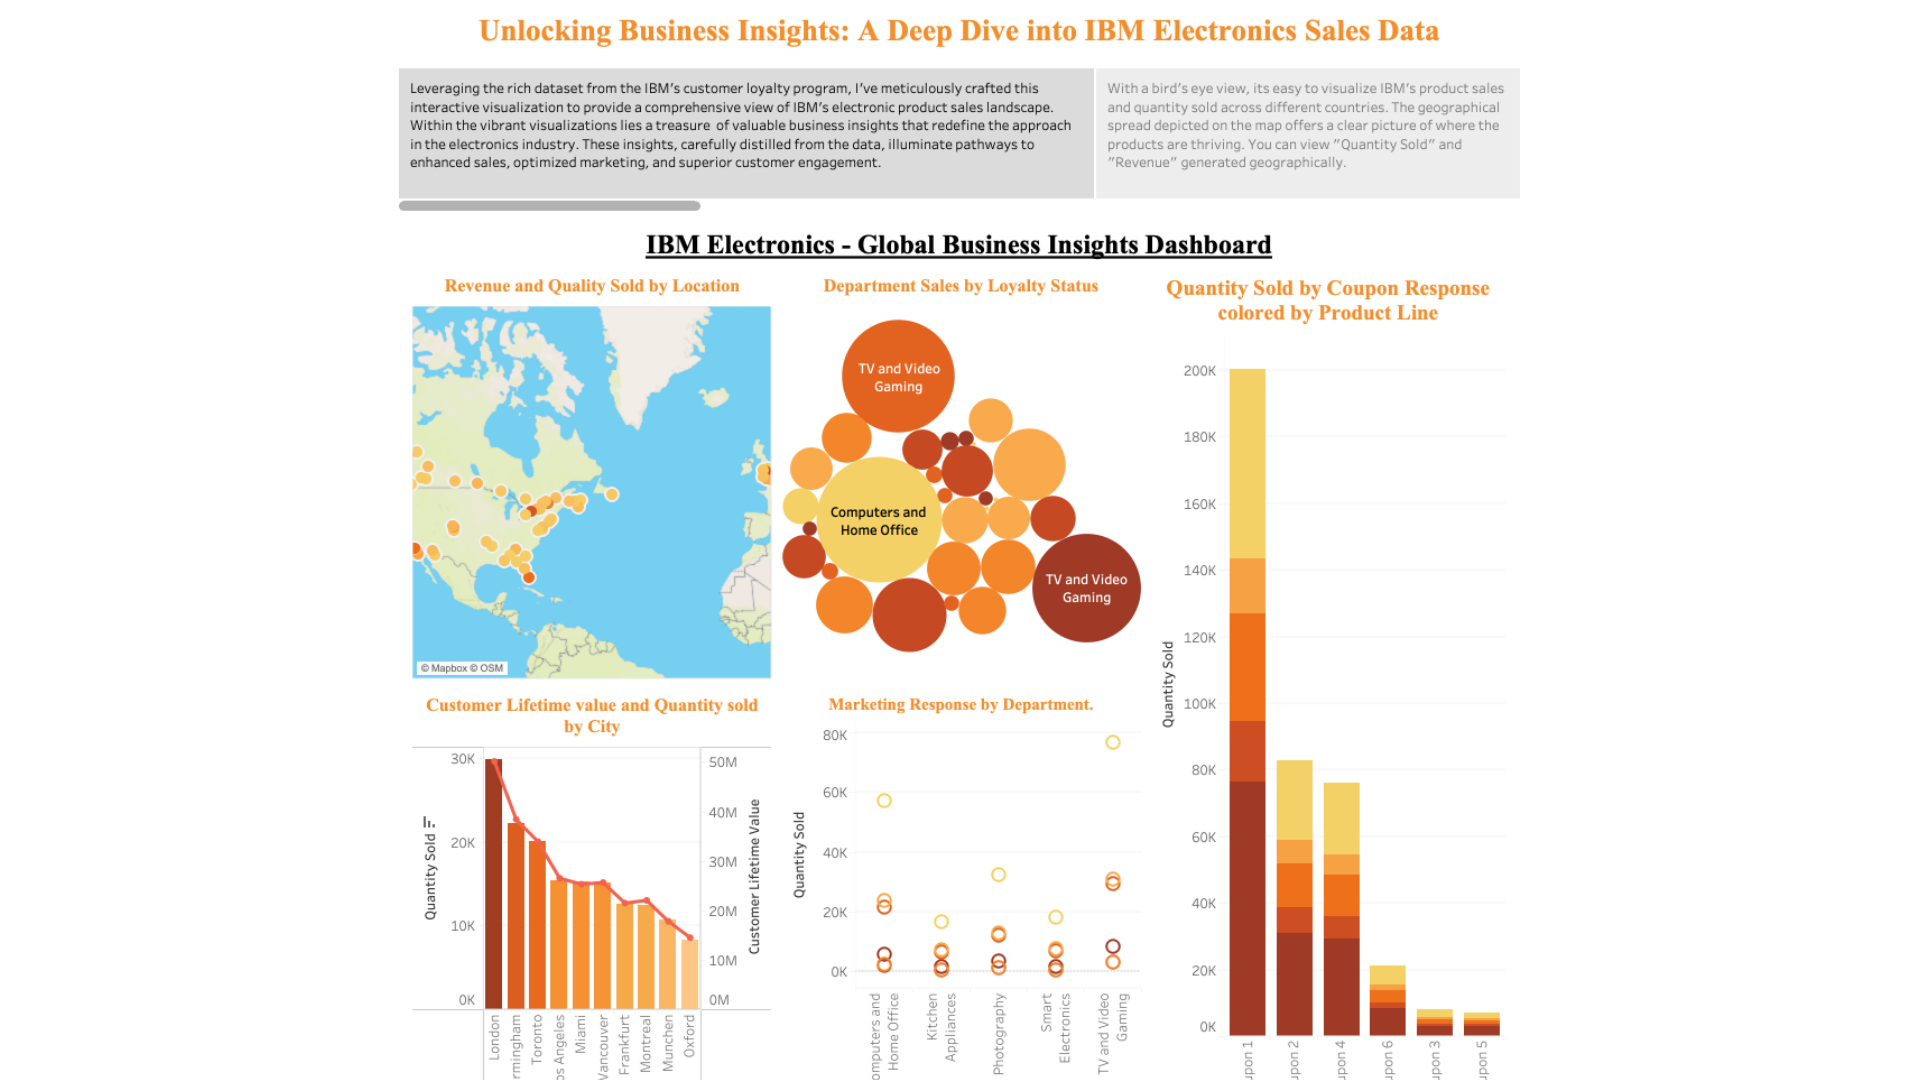 Unlocking Business Insights: A Deep Dive into IBM Electronics Sales Data
Leveraging the rich dataset from the IBM's customer loyalty program, I've meticulously crafted this
interactive visualization to provide a comprehensive view of IBM's electronic product sales landscape.
Within the vibrant visualizations lies a treasure of valuable business insights that redefine the approach
in the electronics industry. These insights, carefully distilled from the data, illuminate pathways to
enhanced sales, optimized marketing, and superior customer engagement.
With a bird's eye view, its easy to visualize IBM's product sales
and quantity sold across different countries. The geographical
spread depicted on the map offers a clear picture of where the
products are thriving. You can view "Quantity Sold" and
"Revenue" generated geographically.
IBM Electronics - Global Business Insights Dashboard
Revenue and Quality Sold by Location
© Mapbox © OSM
Department Sales by Loyalty Status
TV and Video
Gaming
Computers and
Home Office
TV and Video
Gaming
Quantity Sold by Coupon Response
colored by Product Line
Quantity Sold
200K
180K
160K
140K
120K
100K
80K
60K
40K
20K
0K
upon 1
upon 2
upon 4
upon 6
upon 3
upon 5
Customer Lifetime value and Quantity sold
by City
Quantity Sold
30K
20K
10K
0K
50M
40M
30M
20M
10M
0M
Customer Lifetime Value
London
rmingham
Toronto
os Angeles
Miami
Vancouver
Frankfurt
Montreal
Munchen
Oxford
Marketing Response by Department.
Quantity Sold
80K
60K
40K
20K
0K
omputers and
Home Office
Kitchen
Appliances
Photography
Smart
Electronics
TV and Video
Gaming